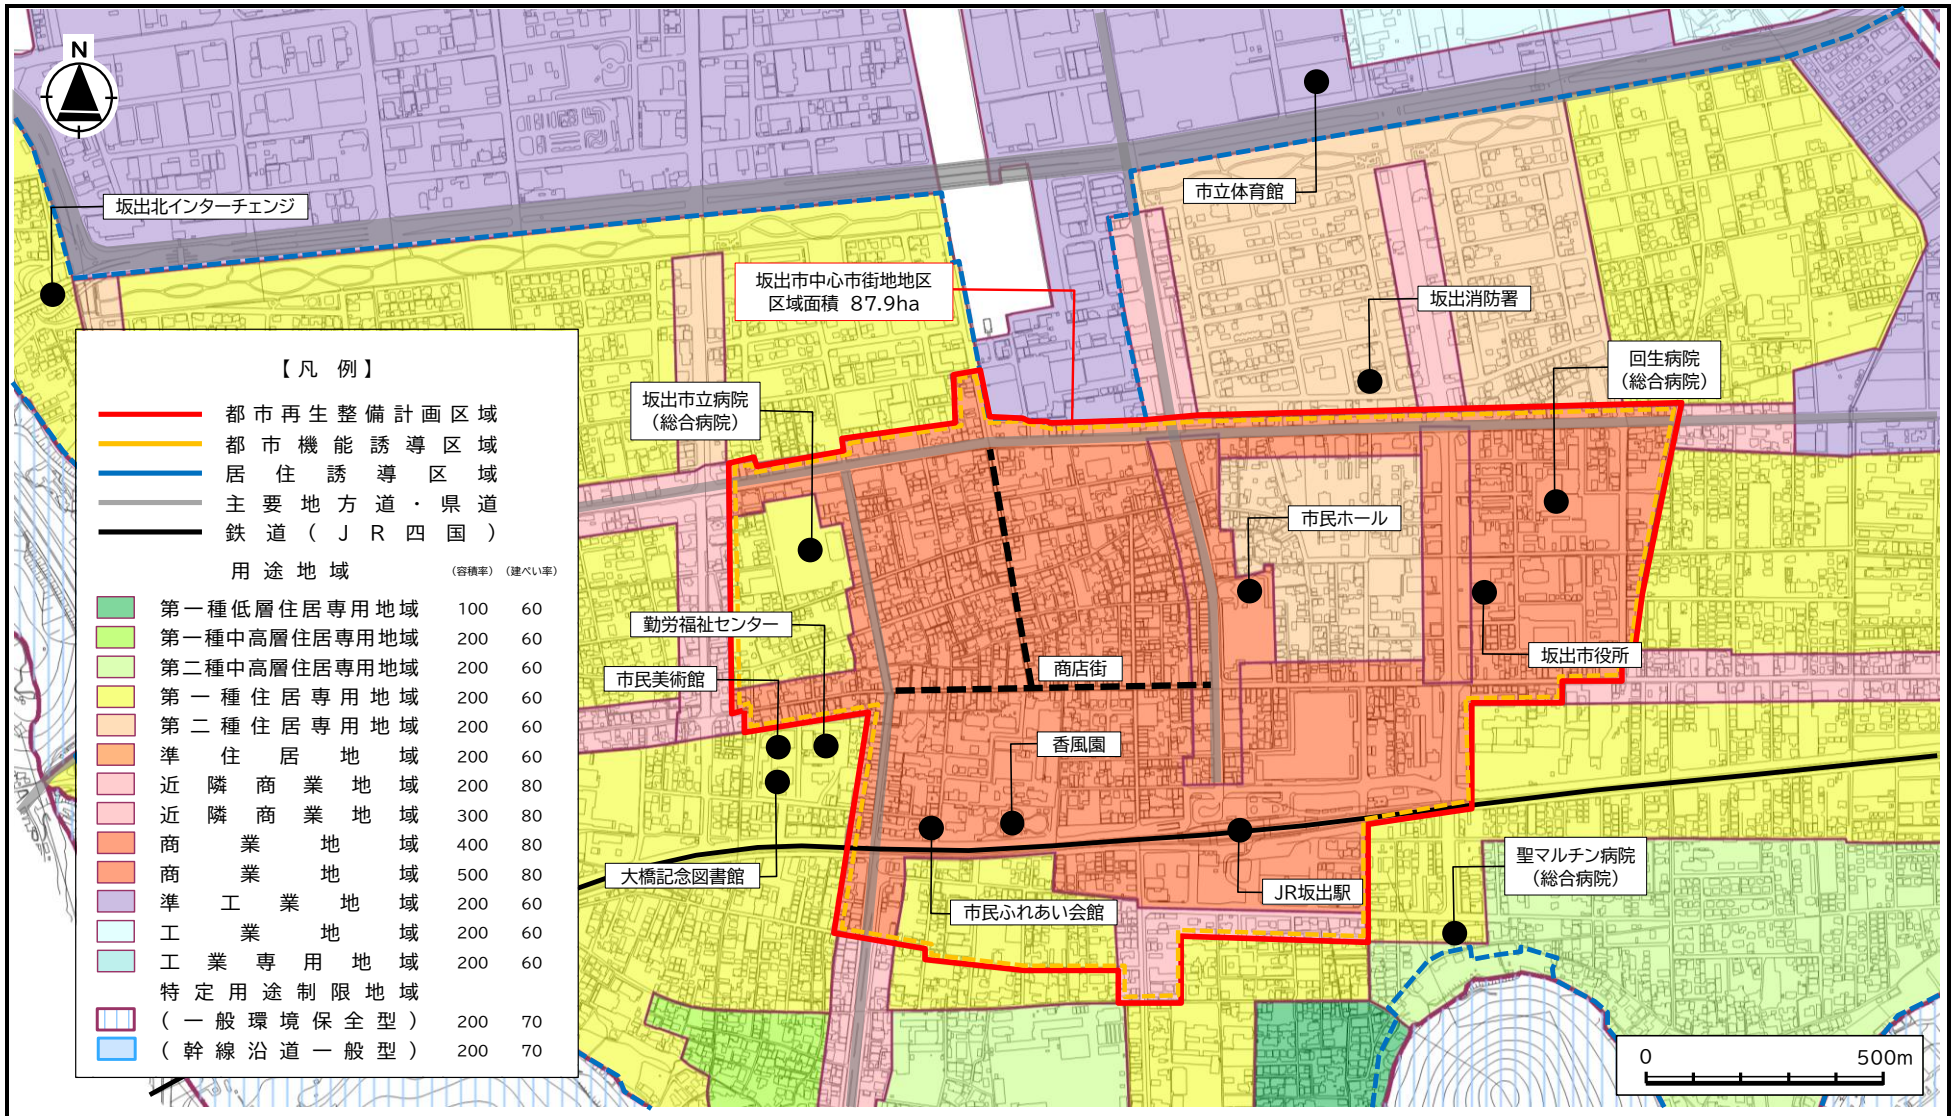 N
坂出北インターチェンジ
市立体育館
坂出市中心市街地地区
区域面積 87.9ha
坂出消防署
回生病院
（総合病院）
坂出市立病院
（総合病院）
市民ホール
勤労福祉センター
坂出市役所
商店街
市民美術館
香風園
大橋記念図書館
聖マルチン病院
（総合病院）
JR坂出駅
市民ふれあい会館
【凡 例】
都市再生整備計画区域
都市機能誘導区域
居住誘導区域
主要地方道・県道
鉄道（JR四国）
用途地域 （容積率）（建ぺい率）
第一種低層住居専用地域 100 60
第一種中高層住居専用地域 200 60
第二種中高層住居専用地域 200 60
第一種住居専用地域 200 60
第二種住居専用地域 200 60
準住居地域 200 60
近隣商業地域 200 80
近隣商業地域 300 80
商業地域 400 80
商業地域 500 80
準工業地域 200 60
工業地域 200 60
工業専用地域 200 60
特定用途制限地域
（一般環境保全型） 200 70
（幹線沿道一般型） 200 70
0 500m